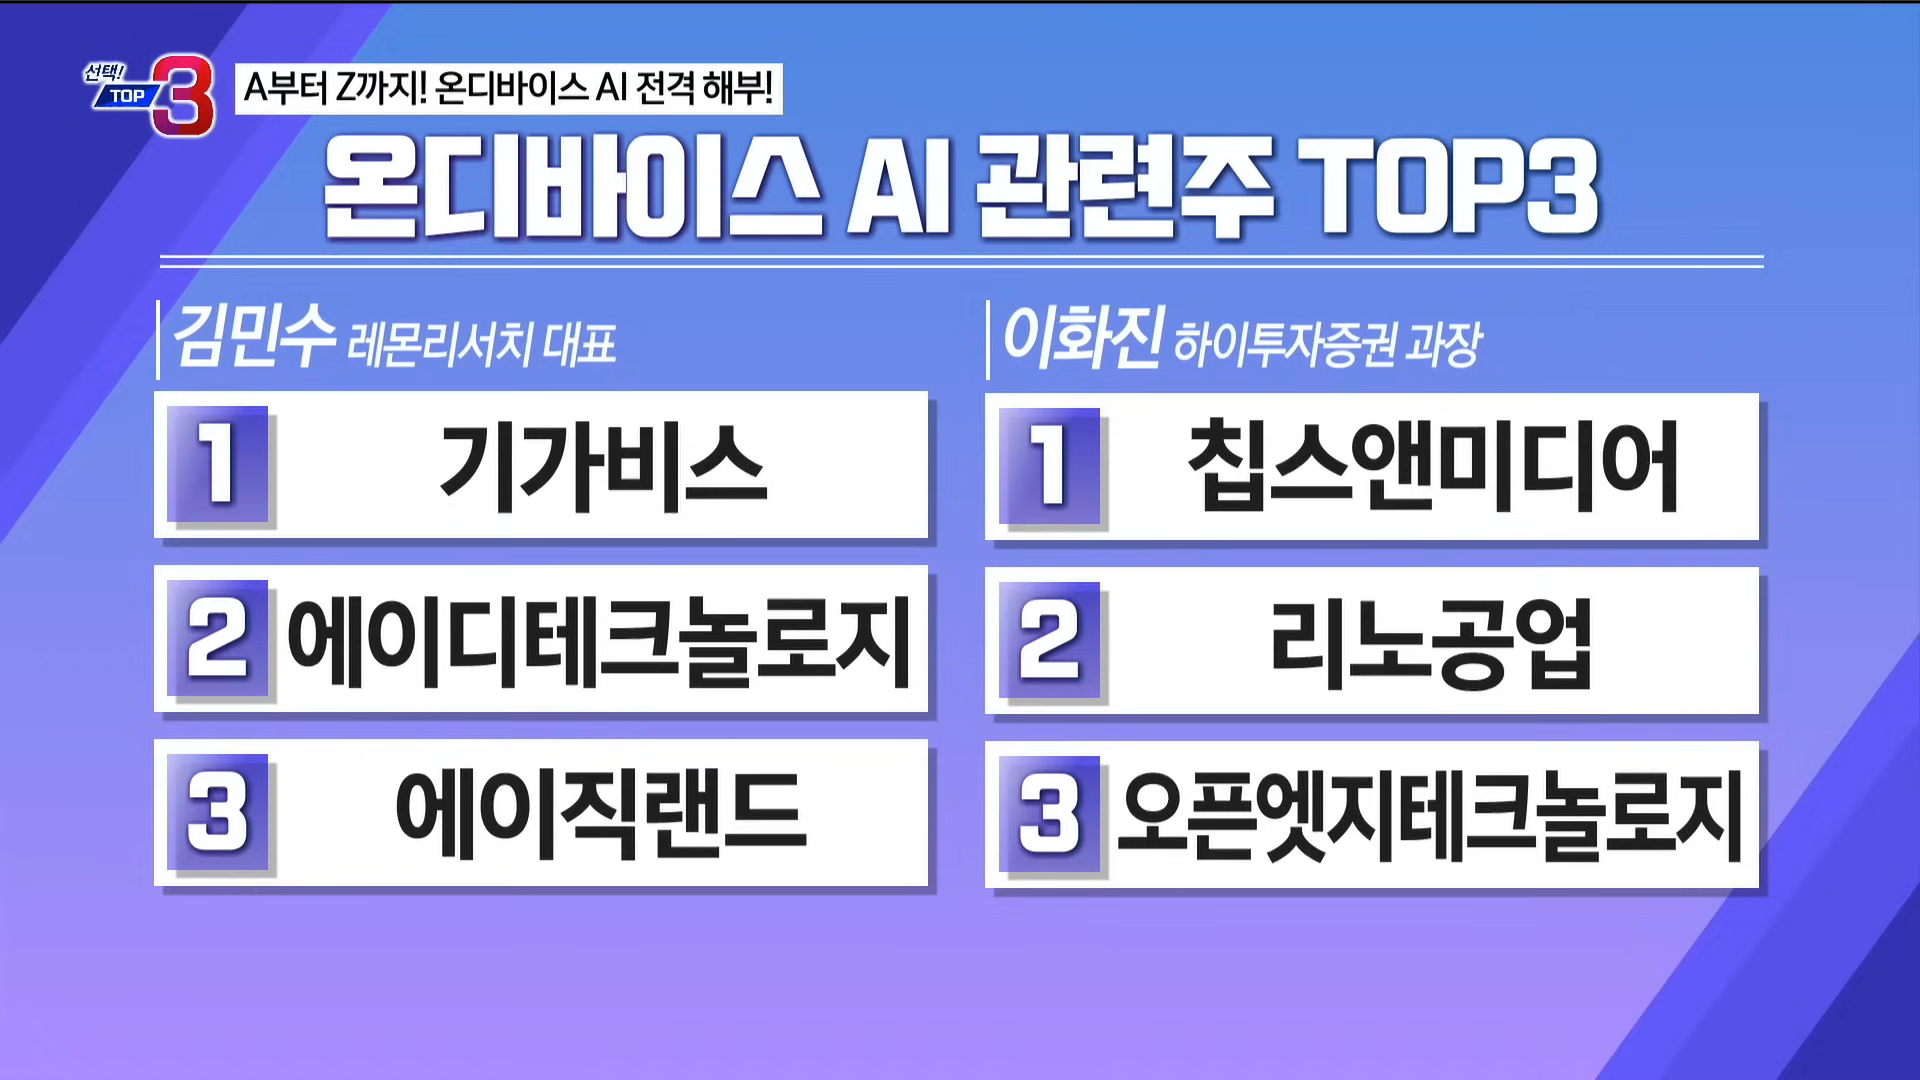 선택!
TOP 3
A부터 Z까지! 온디바이스 AI 전격 해부!
온디바이스 AI 관련주 TOP3
김민수 레몬리서치 대표
1 기가비스
2 에이디테크놀로지
3 에이직랜드
이화진 하이투자증권 과장
1 칩스앤미디어
2 리노공업
3 오픈엣지테크놀로지